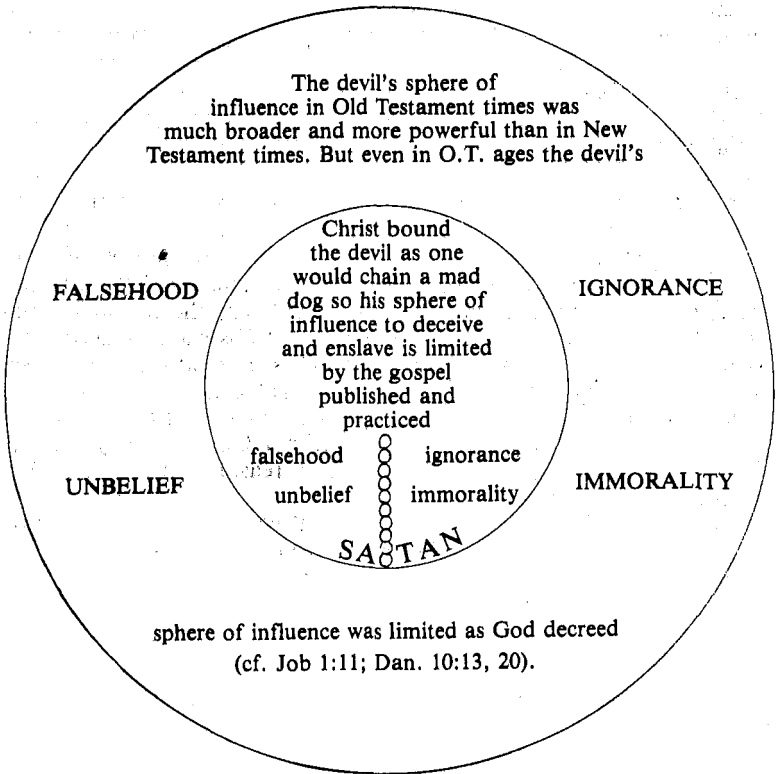 The devil's sphere of
influence in Old Testament times was
much broader and more powerful than in New
Testament times. But even in O.T. ages the devil's
Christ bound
the devil as one
would chain a mad
dog so his sphere of
influence to deceive
and enslave is limited
by the gospel
published and
practiced
FALSEHOOD
IGNORANCE
falsehood
ignorance
unbelief
immorality
UNBELIEF
IMMORALITY
SATAN
sphere of influence was limited as God decreed
(cf. Job 1:11; Dan. 10:13, 20).